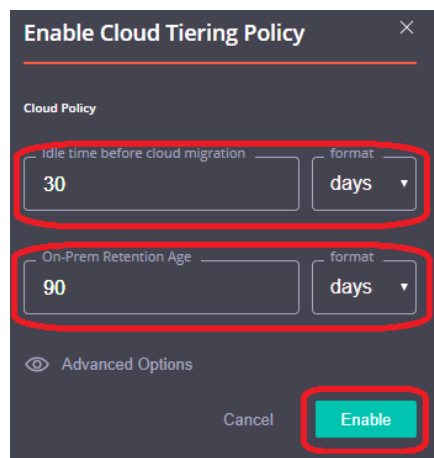 Enable Cloud Tiering Policy
Cloud Policy
Idle time before cloud migration format
30 days
On-Prem Retention Age format
90 days
Advanced Options
Cancel Enable